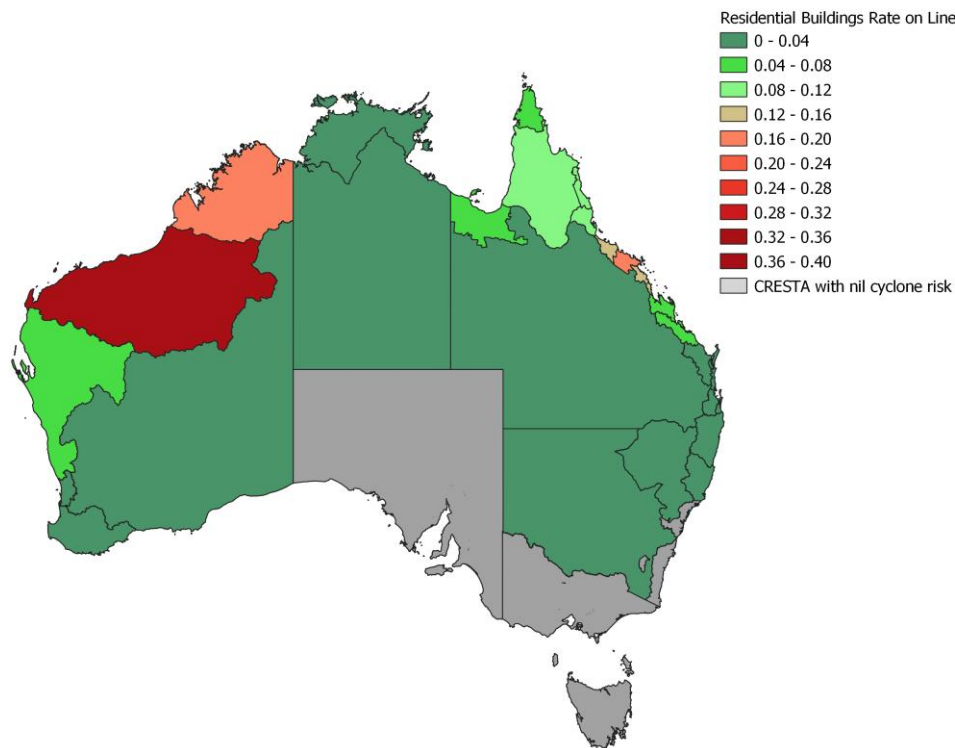 Residential Buildings Rate on Line
0 - 0.04
0.04 - 0.08
0.08 - 0.12
0.12 - 0.16
0.16 - 0.20
0.20 - 0.24
0.24 - 0.28
0.28 - 0.32
0.32 - 0.36
0.36 - 0.40
CRESTA with nil cyclone risk